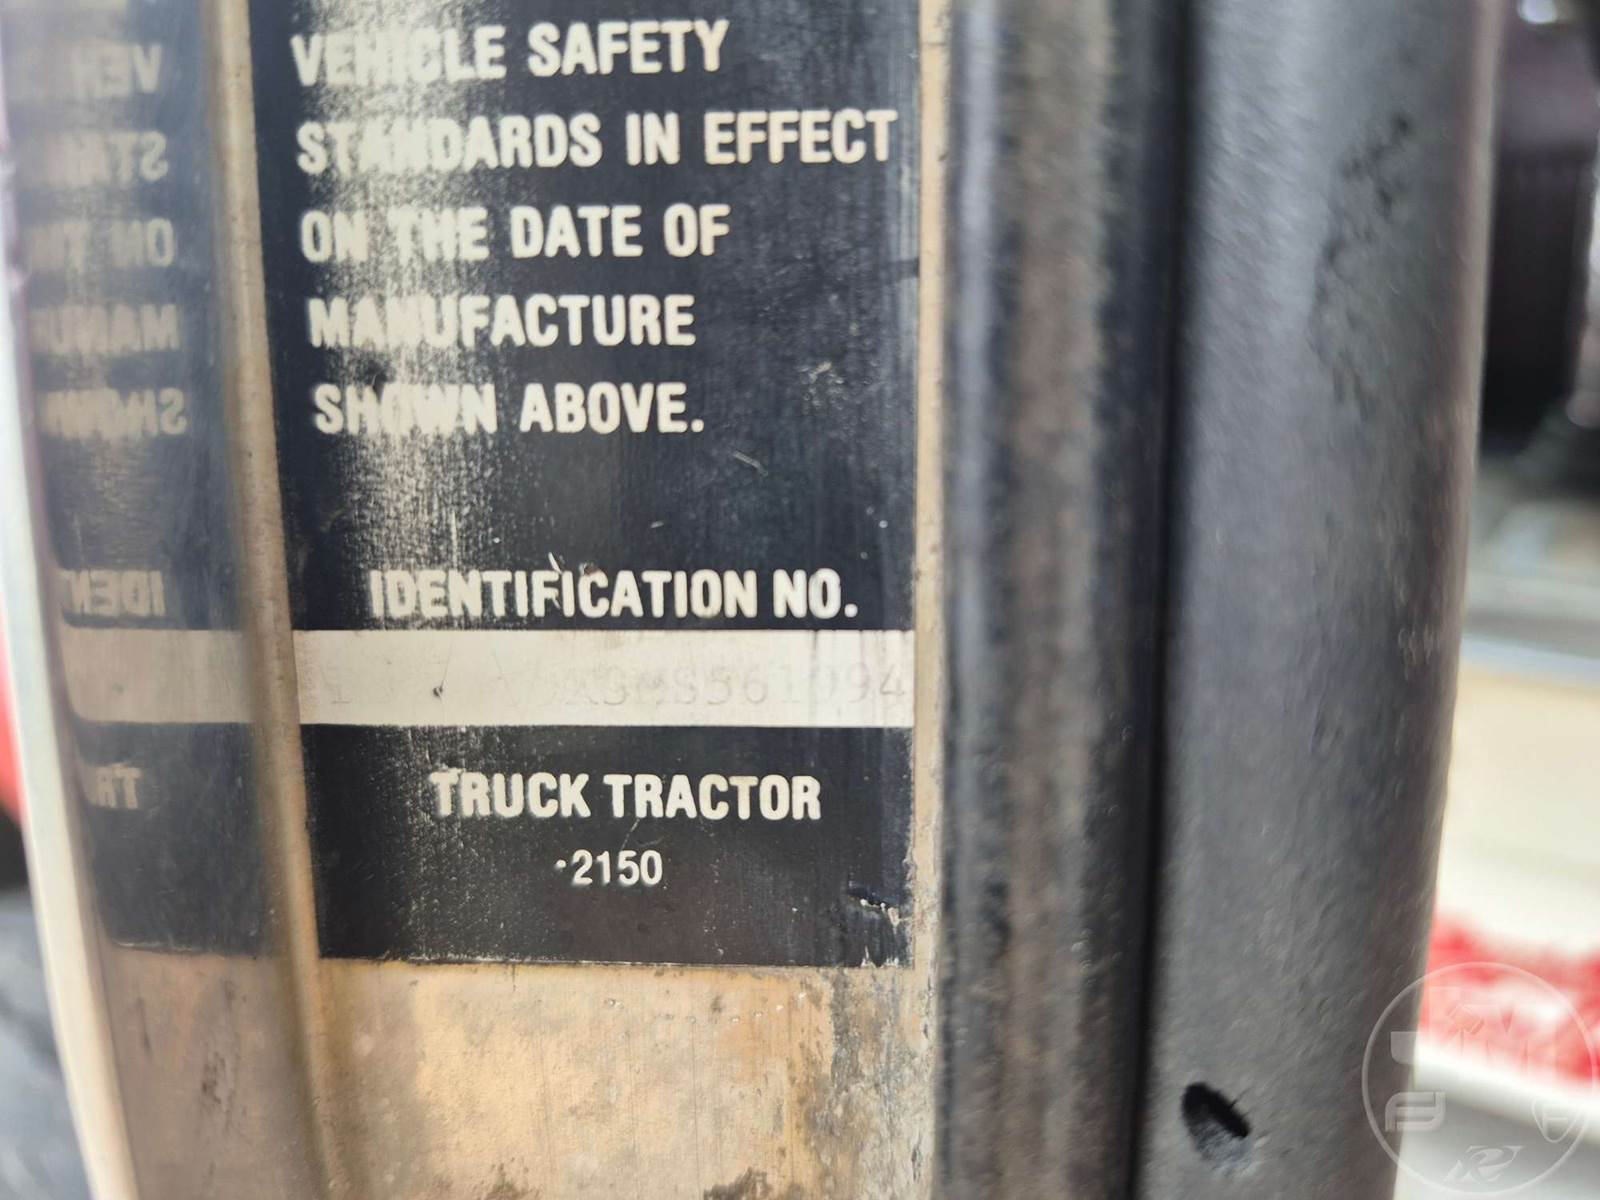 VEHICLE SAFETY
STANDARDS IN EFFECT
ON THE DATE OF
MANUFACTURE
SHOWN ABOVE.
IDENTIFICATION NO.
TRUCK TRACTOR
·2150